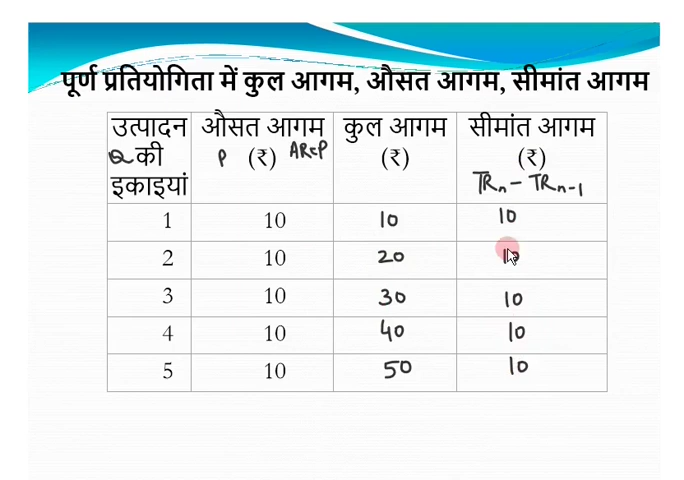 पूर्ण प्रतियोगिता में कुल आगम, औसत आगम, सीमांत आगम
उत्पादन औसत आगम कुल आगम सीमांत आगम
Q की P (₹) AR=P (₹) (₹)
इकाइयां TRn - TRn-1
1 10 10 10
2 10 20 10
3 10 30 10
4 10 40 10
5 10 50 10